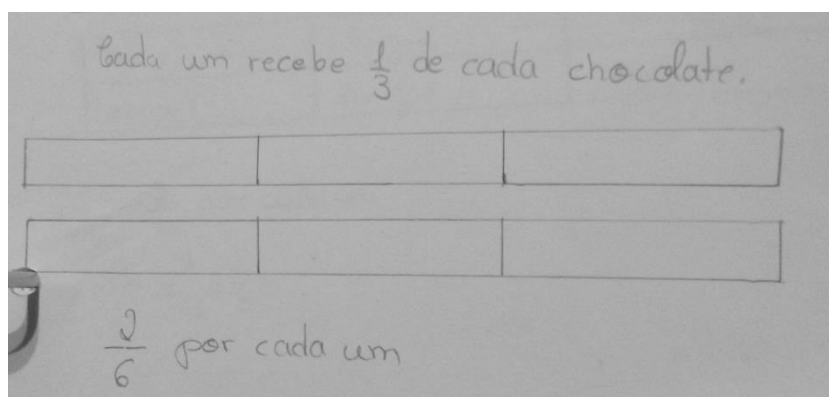 Cada um recebe 1/3 de cada chocolate.
2/6 por cada um